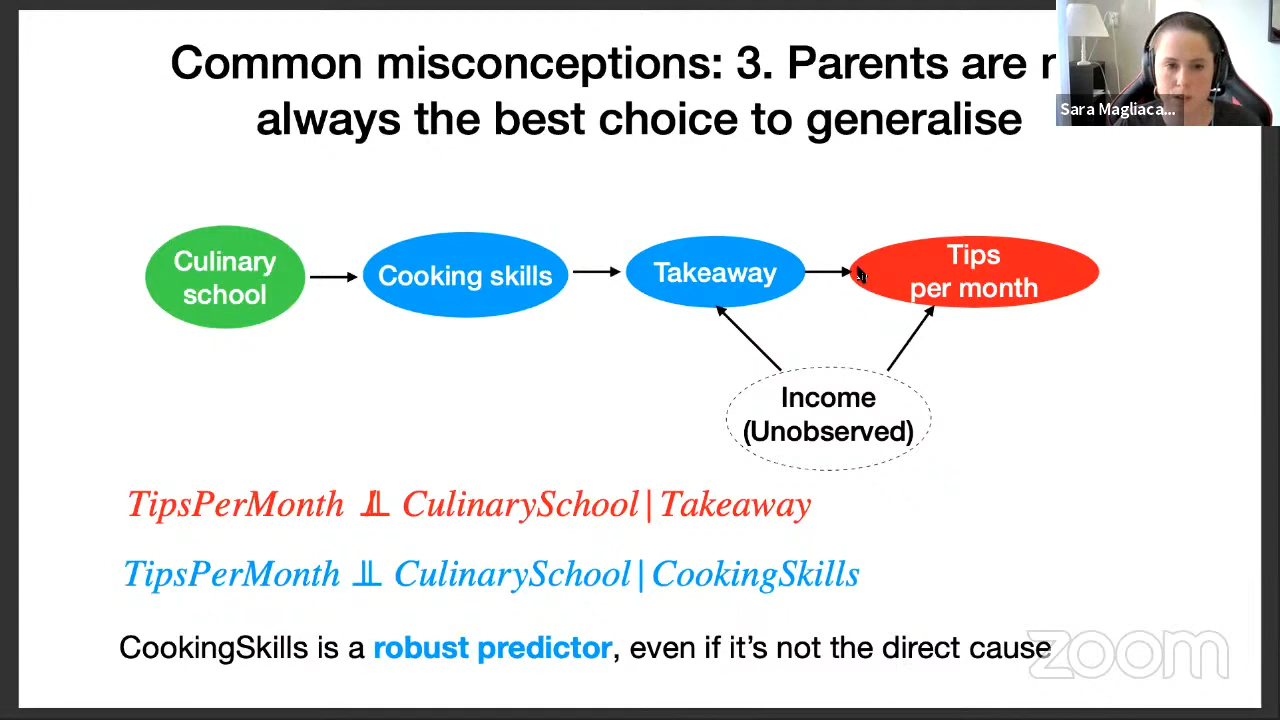 Common misconceptions: 3. Parents are
always the best choice to generalise
Sara Magliaca...
Culinary
school
Cooking skills
Takeaway
Tips
per month
Income
(Unobserved)
TipsPerMonth ⫫̸ CulinarySchool | Takeaway
TipsPerMonth ⫫ CulinarySchool | CookingSkills
CookingSkills is a robust predictor, even if it's not the direct cause
zoom